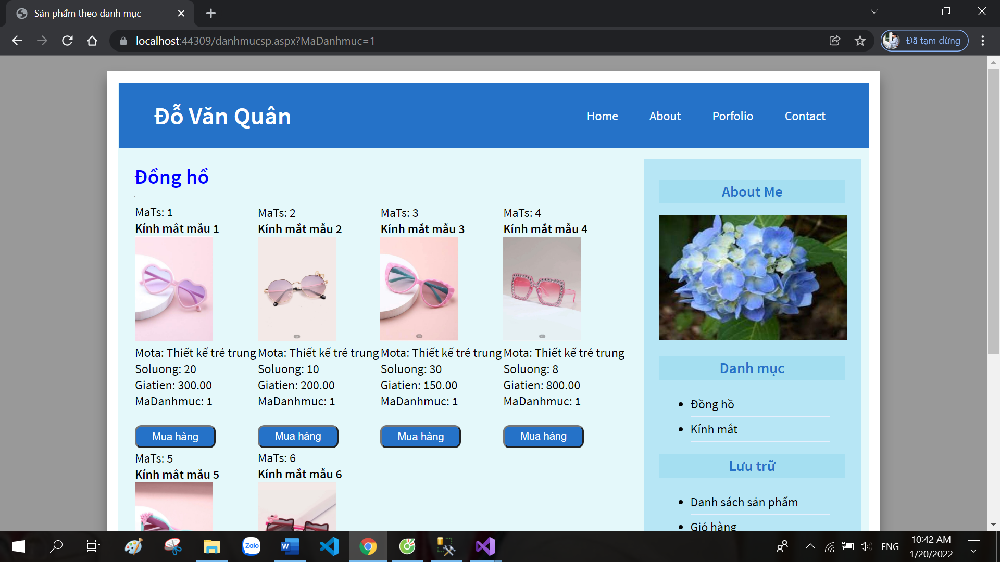 Sản phẩm theo danh mục
localhost:44309/danhmucsp.aspx?MaDanhmuc=1
Đã tạm dừng
Đỗ Văn Quân
Home About Porfolio Contact
Đồng hồ
MaTs: 1
Kính mắt mẫu 1
Mota: Thiết kế trẻ trung
Soluong: 20
Giatien: 300.00
MaDanhmuc: 1
Mua hàng
MaTs: 2
Kính mắt mẫu 2
Mota: Thiết kế trẻ trung
Soluong: 10
Giatien: 200.00
MaDanhmuc: 1
Mua hàng
MaTs: 3
Kính mắt mẫu 3
Mota: Thiết kế trẻ trung
Soluong: 30
Giatien: 150.00
MaDanhmuc: 1
Mua hàng
MaTs: 4
Kính mắt mẫu 4
Mota: Thiết kế trẻ trung
Soluong: 8
Giatien: 800.00
MaDanhmuc: 1
Mua hàng
MaTs: 5
Kính mắt mẫu 5
MaTs: 6
Kính mắt mẫu 6
About Me
Danh mục
Đồng hồ
Kính mắt
Lưu trữ
Danh sách sản phẩm
Giỏ hàng
Zalo
W
ENG
10:42 AM
1/20/2022